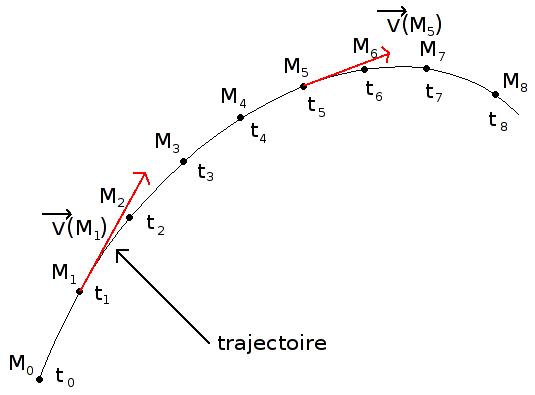 V(M₅)
M₅ M₆ M₇
M₈
t₅ t₆ t₇
t₈
M₄
t₄
M₃
t₃
M₂
t₂
V(M₁)
M₁
t₁
trajectoire
M₀
t₀